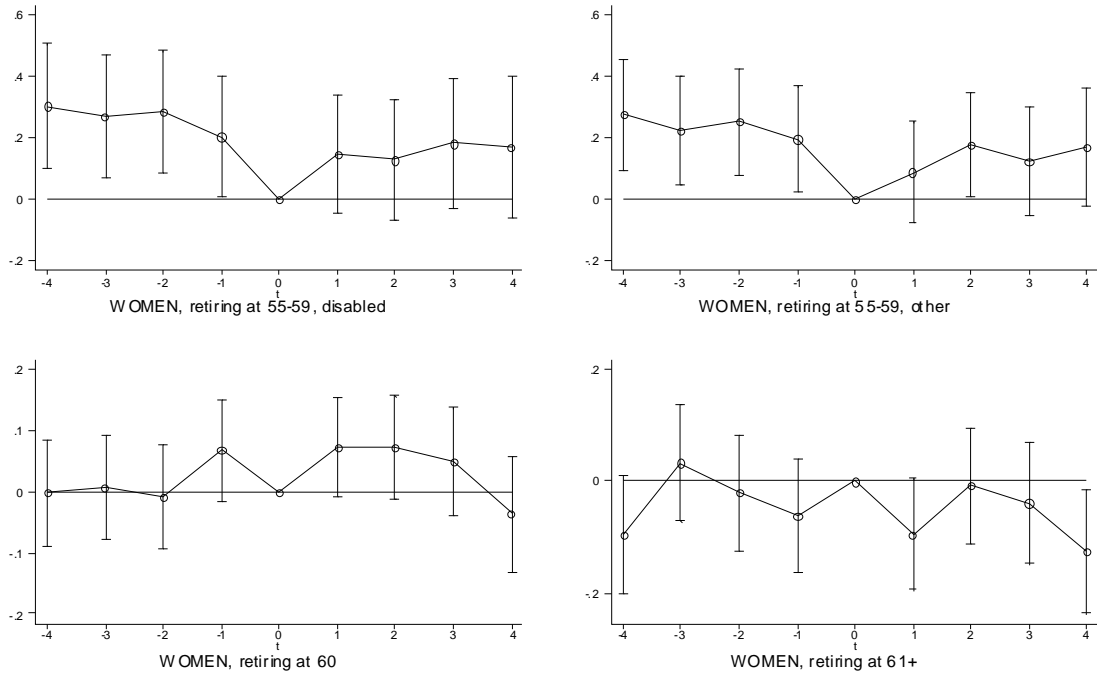 .6 .6
.4 .4
.2 .2
0 0
-.2 -.2
-4 -3 -2 -1 0 1 2 3 4 -4 -3 -2 -1 0 1 2 3 4
t t
WOMEN, retiring at 55-59, disabled WOMEN, retiring at 55-59, other
.2 .2
.1
0 0
-.1
-.2 -.2
-4 -3 -2 -1 0 1 2 3 4 -4 -3 -2 -1 0 1 2 3 4
t t
WOMEN, retiring at 60 WOMEN, retiring at 61+